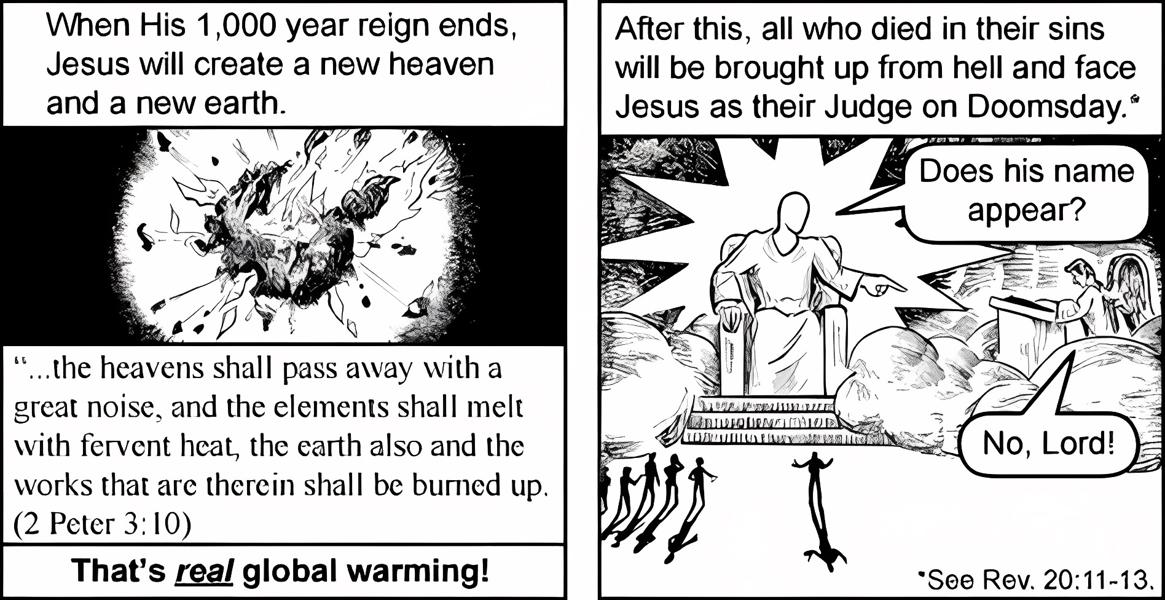 When His 1,000 year reign ends,
Jesus will create a new heaven
and a new earth.
"...the heavens shall pass away with a
great noise, and the elements shall melt
with fervent heat, the earth also and the
works that are therein shall be burned up.
(2 Peter 3:10)
That's real global warming!
After this, all who died in their sins
will be brought up from hell and face
Jesus as their Judge on Doomsday.*
Does his name
appear?
No, Lord!
*See Rev. 20:11-13.